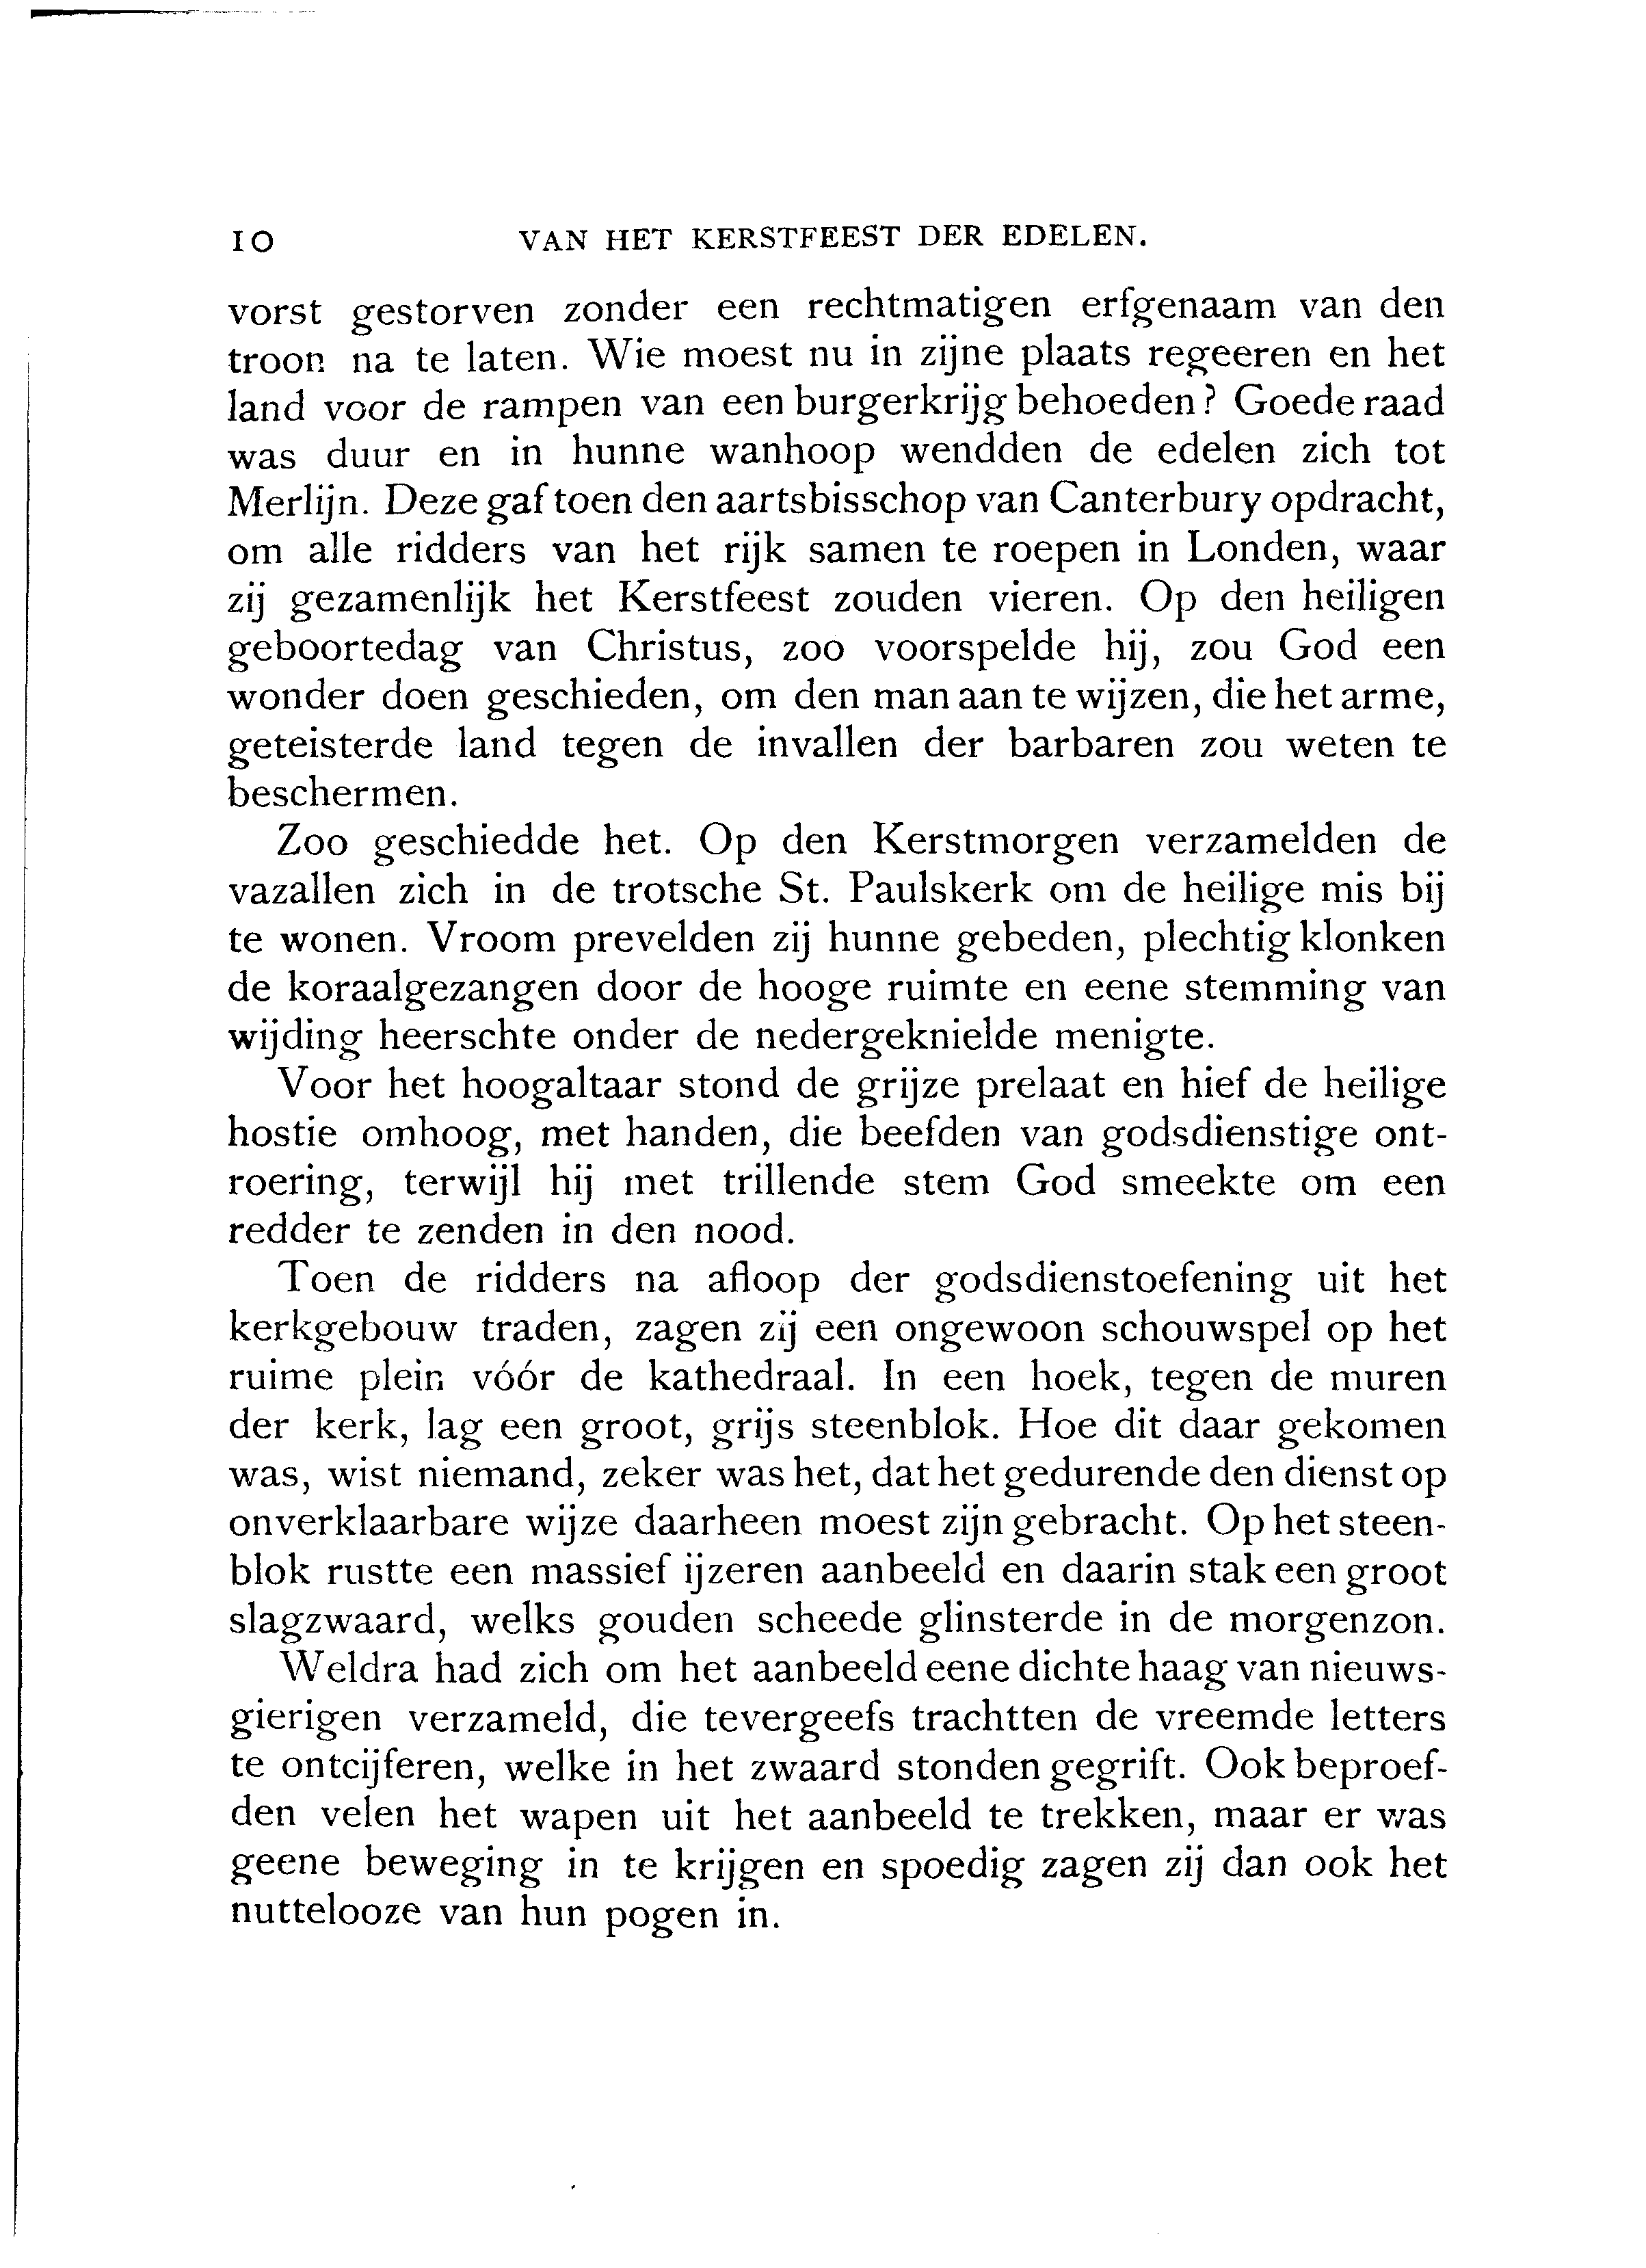 10 VAN HET KERSTFEEST DER EDELEN.
vorst gestorven zonder een rechtmatigen erfgenaam van den
troon na te laten. Wie moest nu in zijne plaats regeeren en het
land voor de rampen van een burgerkrijg behoeden? Goede raad
was duur en in hunne wanhoop wendden de edelen zich tot
Merlijn. Deze gaf toen den aartsbisschop van Canterbury opdracht,
om alle ridders van het rijk samen te roepen in Londen, waar
zij gezamenlijk het Kerstfeest zouden vieren. Op den heiligen
geboortedag van Christus, zoo voorspelde hij, zou God een
wonder doen geschieden, om den man aan te wijzen, die het arme,
geteisterde land tegen de invallen der barbaren zou weten te
beschermen.
Zoo geschiedde het. Op den Kerstmorgen verzamelden de
vazallen zich in de trotsche St. Paulskerk om de heilige mis bij
te wonen. Vroom prevelden zij hunne gebeden, plechtig klonken
de koraalgezangen door de hooge ruimte en eene stemming van
wijding heerschte onder de nedergeknielde menigte.
Voor het hoogaltaar stond de grijze prelaat en hief de heilige
hostie omhoog, met handen, die beefden van godsdienstige ont-
roering, terwijl hij met trillende stem God smeekte om een
redder te zenden in den nood.
Toen de ridders na afloop der godsdienstoefening uit het
kerkgebouw traden, zagen zij een ongewoon schouwspel op het
ruime plein vóór de kathedraal. In een hoek, tegen de muren
der kerk, lag een groot, grijs steenblok. Hoe dit daar gekomen
was, wist niemand, zeker was het, dat het gedurende den dienst op
onverklaarbare wijze daarheen moest zijn gebracht. Op het steen-
blok rustte een massief ijzeren aanbeeld en daarin stak een groot
slagzwaard, welks gouden scheede glinsterde in de morgenzon.
Weldra had zich om het aanbeeld eene dichte haag van nieuws-
gierigen verzameld, die tevergeefs trachtten de vreemde letters
te ontcijferen, welke in het zwaard stonden gegrift. Ook beproef-
den velen het wapen uit het aanbeeld te trekken, maar er was
geene beweging in te krijgen en spoedig zagen zij dan ook het
nuttelooze van hun pogen in.